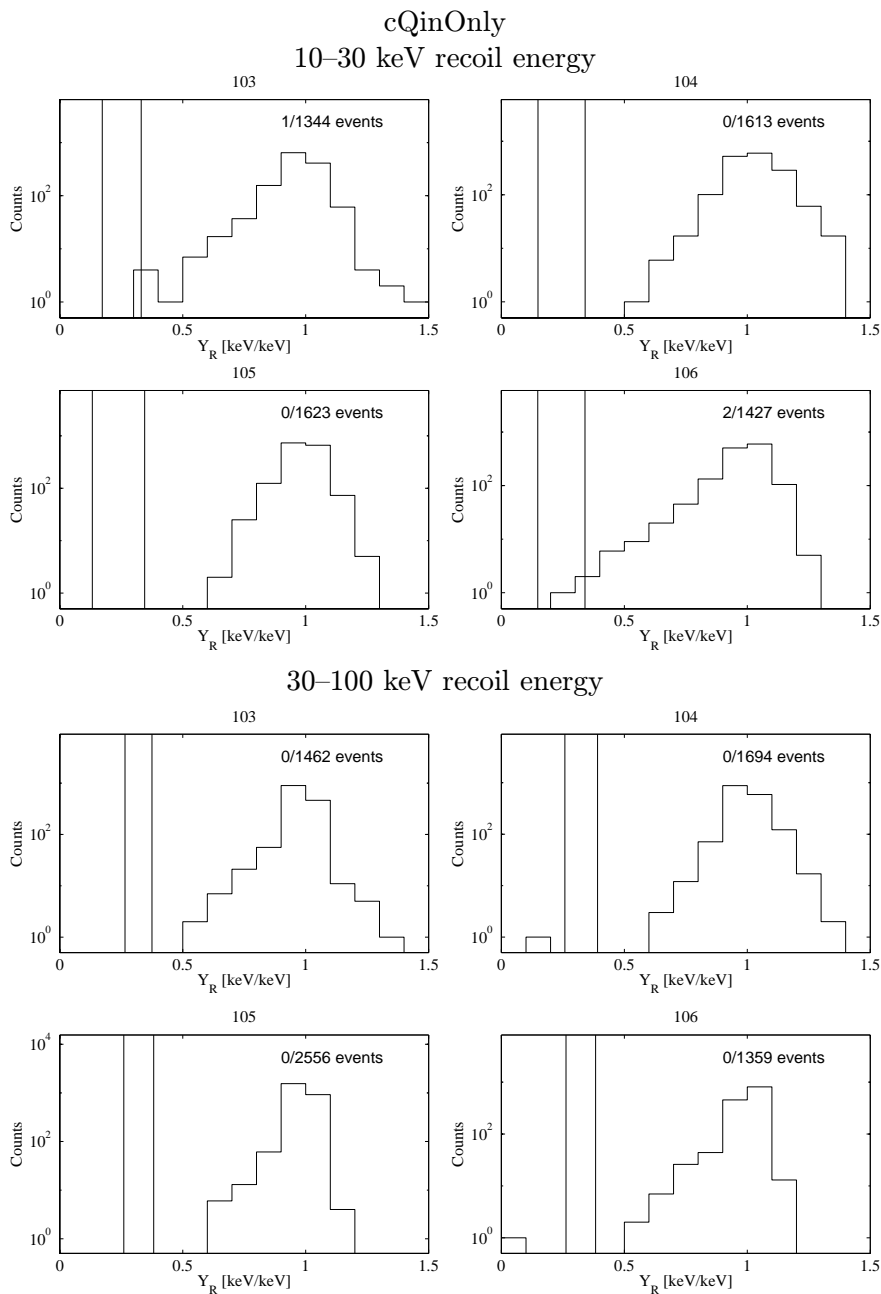 cQinOnly
10–30 keV recoil energy
103
1/1344 events
Counts
10^2
10^0
0 0.5 1 1.5
Y_R [keV/keV]
104
0/1613 events
Counts
10^2
10^0
0 0.5 1 1.5
Y_R [keV/keV]
105
0/1623 events
Counts
10^2
10^0
0 0.5 1 1.5
Y_R [keV/keV]
106
2/1427 events
Counts
10^2
10^0
0 0.5 1 1.5
Y_R [keV/keV]
30–100 keV recoil energy
103
0/1462 events
Counts
10^2
10^0
0 0.5 1 1.5
Y_R [keV/keV]
104
0/1694 events
Counts
10^2
10^0
0 0.5 1 1.5
Y_R [keV/keV]
105
10^4
0/2556 events
Counts
10^2
10^0
0 0.5 1 1.5
Y_R [keV/keV]
106
0/1359 events
Counts
10^2
10^0
0 0.5 1 1.5
Y_R [keV/keV]